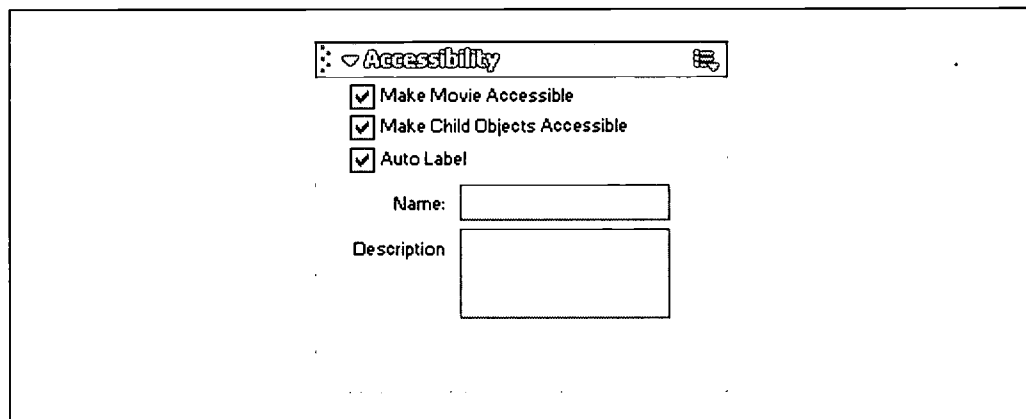 Accessibility
Make Movie Accessible
Make Child Objects Accessible
Auto Label
Name:
Description